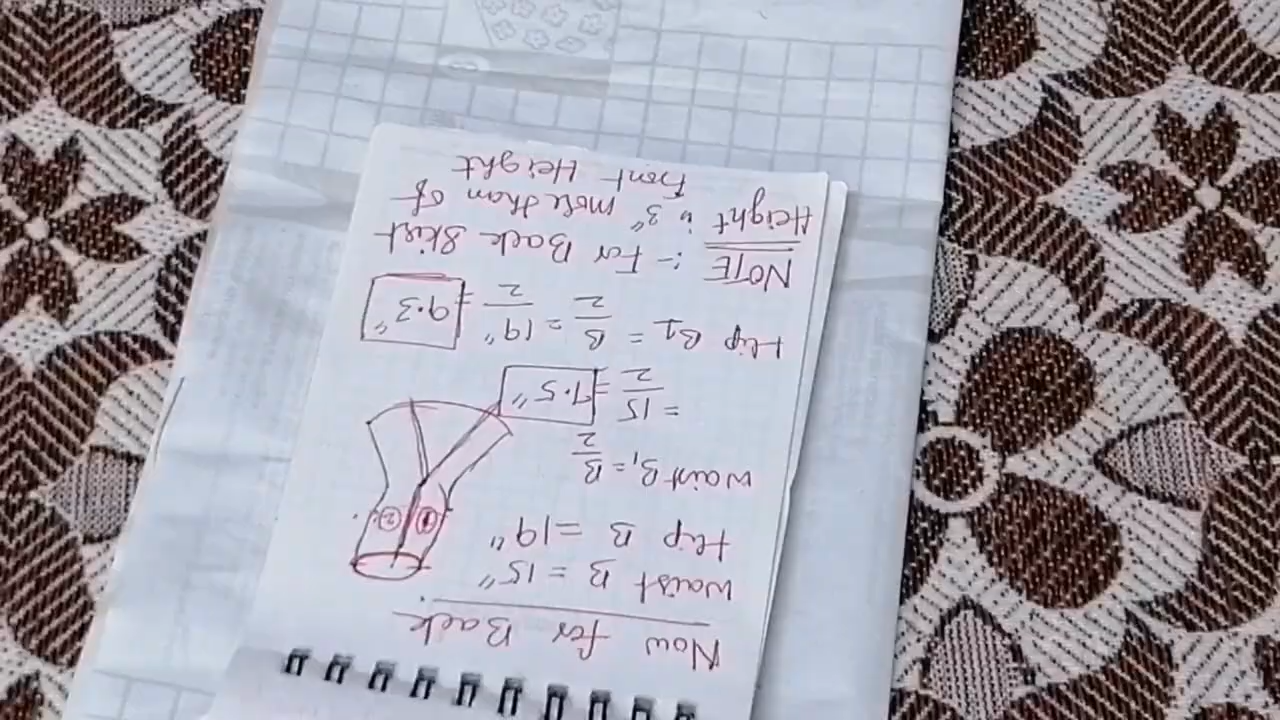 Now for Back.
Waist B = 15"
Hip B = 19"
Waist B₁ = B/2
= 15/2 = 7.5"
Hip B1 = B/2 = 19"/2 = 9.3"
NOTE :- For Back Skirt
Height is 3" more than of
Front Height
1 2